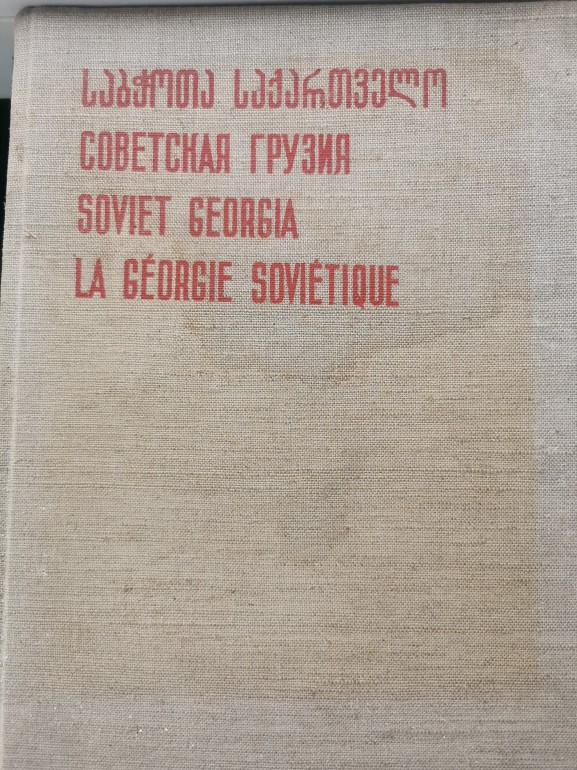 საბჭოთა საქართველო
СОВЕТСКАЯ ГРУЗИЯ
SOVIET GEORGIA
LA GÉORGIE SOVIÉTIQUE